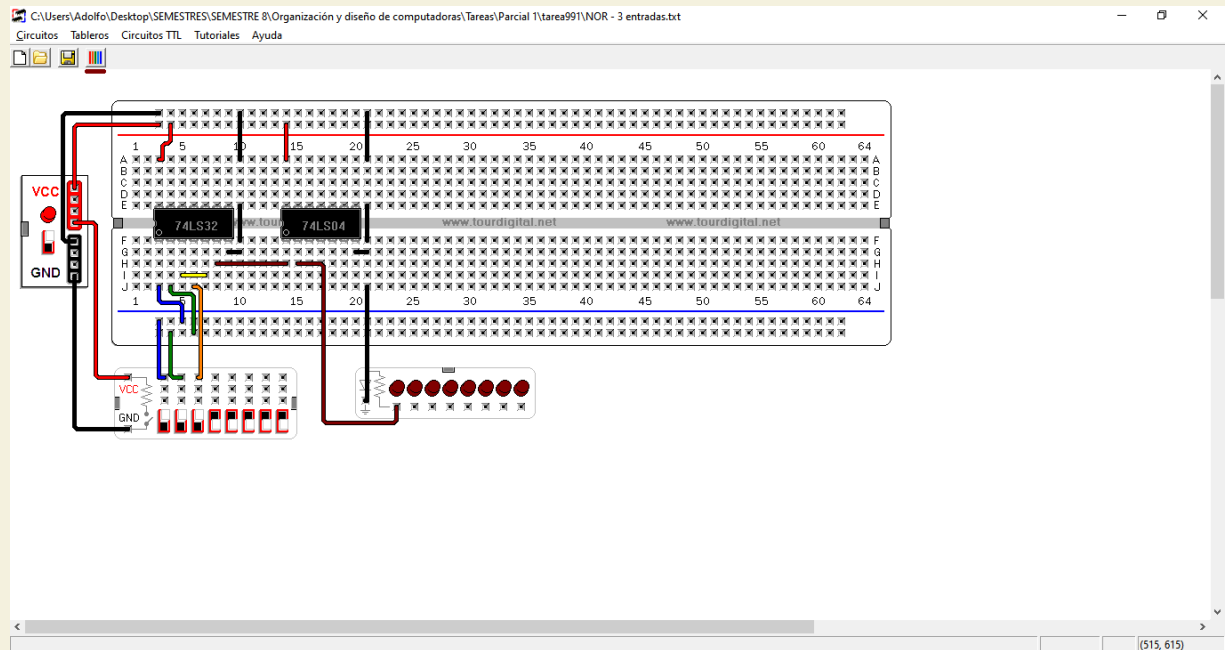 C:\Users\Adolfo\Desktop\SEMESTRES\SEMESTRE 8\Organización y diseño de computadoras\Tareas\Parcial 1\tarea991\NOR - 3 entradas.txt
Circuitos Tableros Circuitos TTL Tutoriales Ayuda
1 5 10 15 20 25 30 35 40 45 50 55 60 64
A A
B B
C C
D D
E E
VCC
74LS32 www.tour 74LS04 www.tourdigital.net www.tourdigital.net
F F
G G
H H
I I
J J
GND
1 5 10 15 20 25 30 35 40 45 50 55 60 64
VCC
GND
(515, 615)